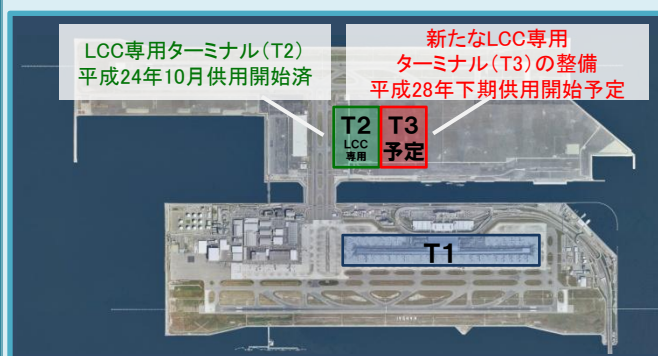 LCC専用ターミナル(T2)
平成24年10月供用開始済
新たなLCC専用
ターミナル(T3)の整備
平成28年下期供用開始予定
T2
LCC
専用
T3
予定
T1